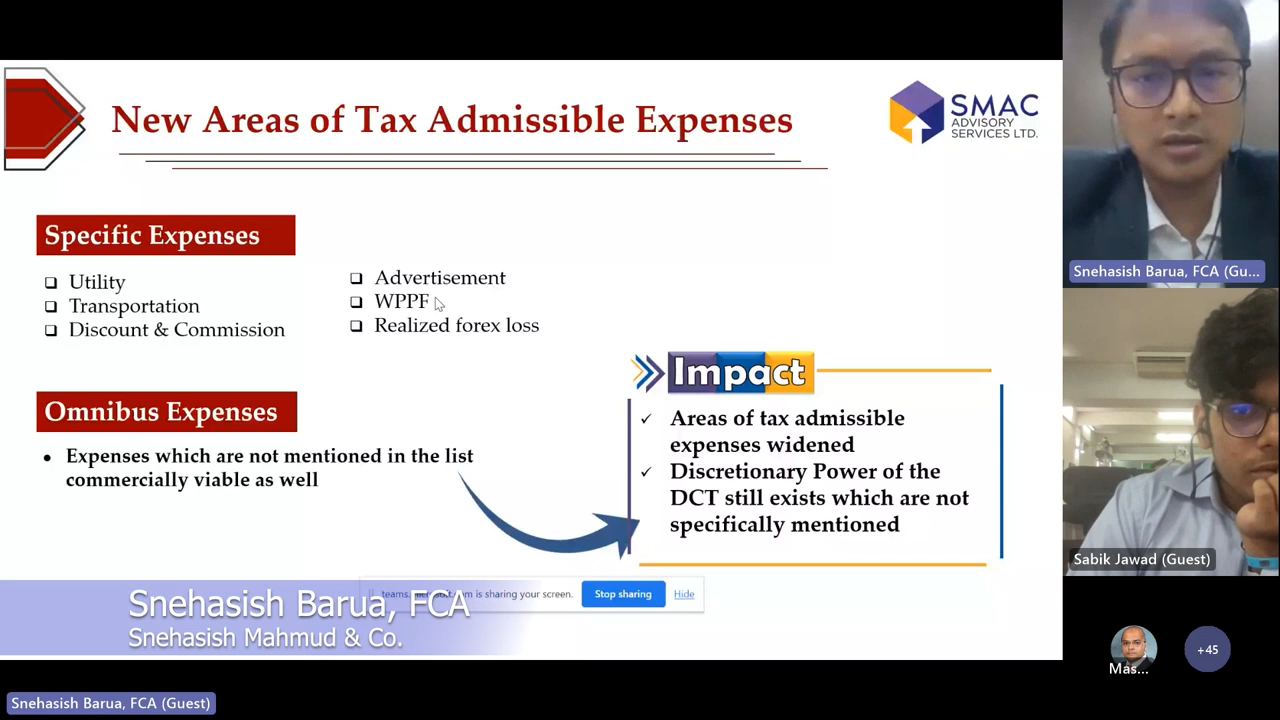 New Areas of Tax Admissible Expenses
SMAC
ADVISORY
SERVICES LTD.
Specific Expenses
Utility
Transportation
Discount & Commission
Advertisement
WPPF
Realized forex loss
Omnibus Expenses
Expenses which are not mentioned in the list
commercially viable as well
Impact
Areas of tax admissible
expenses widened
Discretionary Power of the
DCT still exists which are not
specifically mentioned
is sharing your screen.
Stop sharing
Hide
Snehasish Barua, FCA
Snehasish Mahmud & Co.
Snehasish Barua, FCA (Guest)
Snehasish Barua, FCA (Gu...
Sabik Jawad (Guest)
Mas...
+45